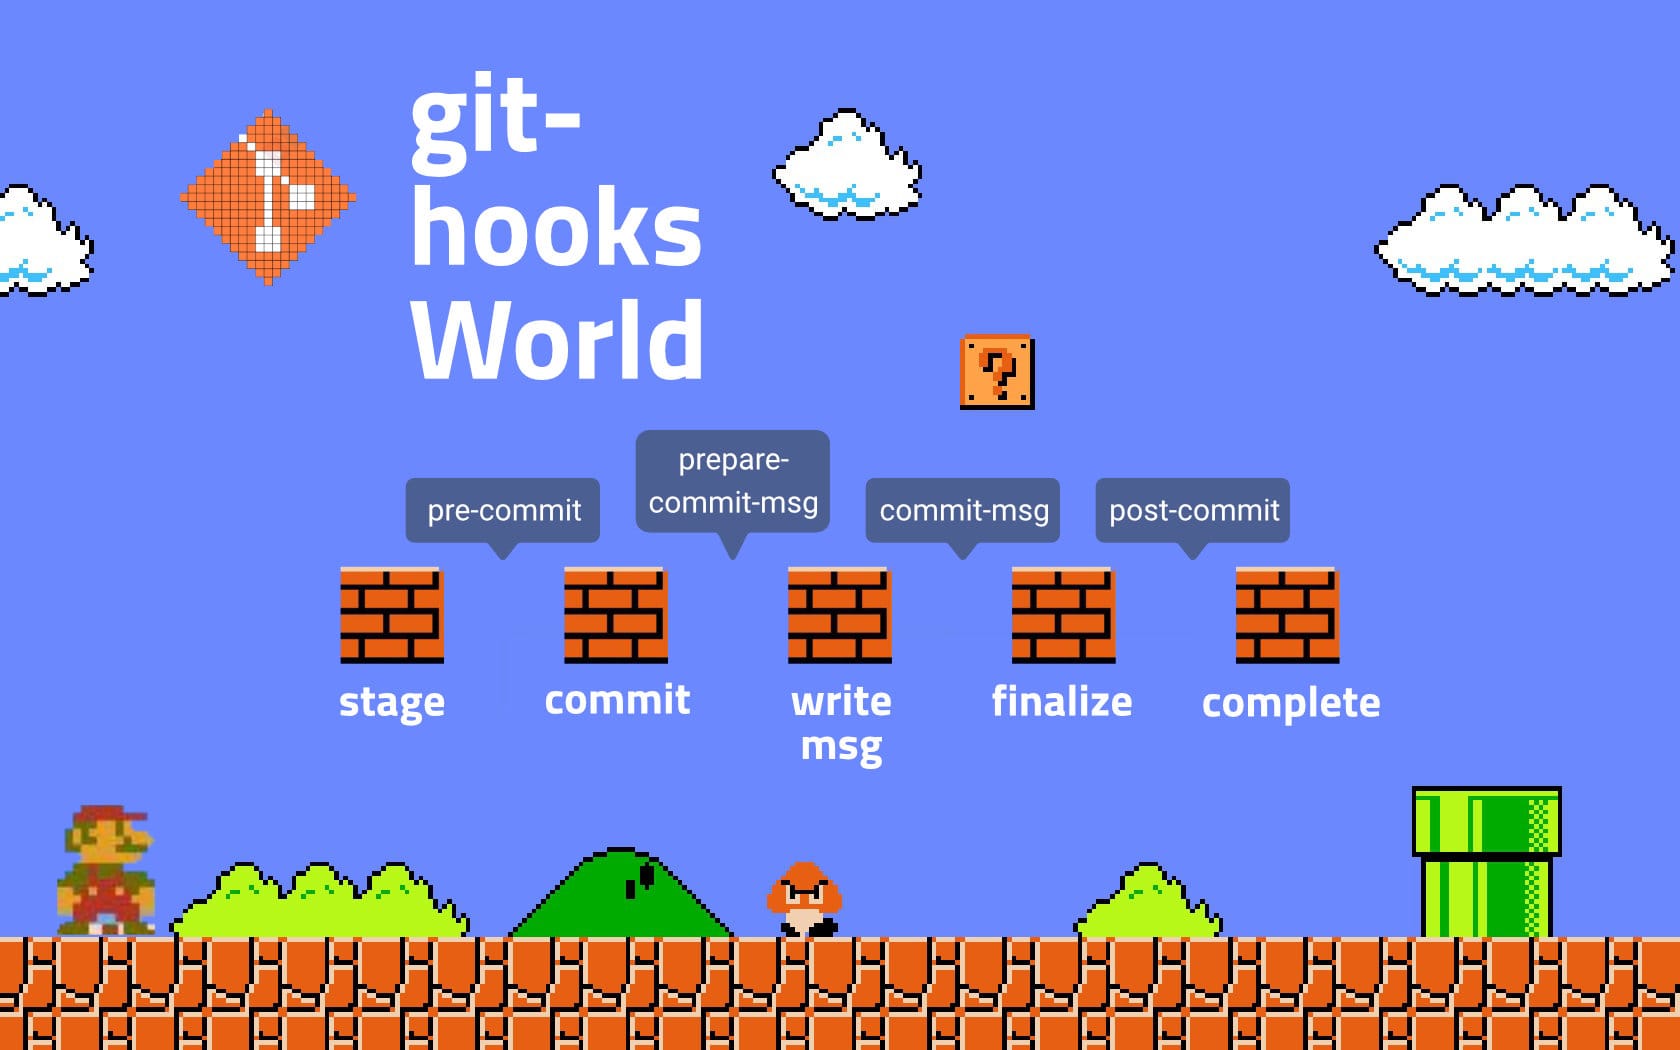 git-
hooks
World
?
pre-commit
prepare-
commit-msg
commit-msg
post-commit
stage
commit
write
msg
finalize
complete